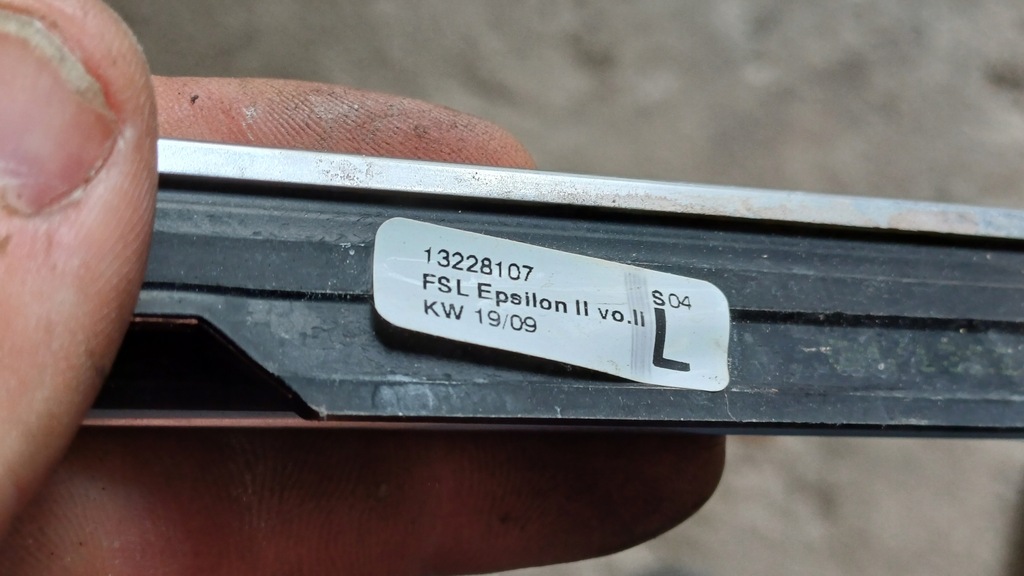 13228107
FSL Epsilon II vo.li
KW 19/09
S04
L